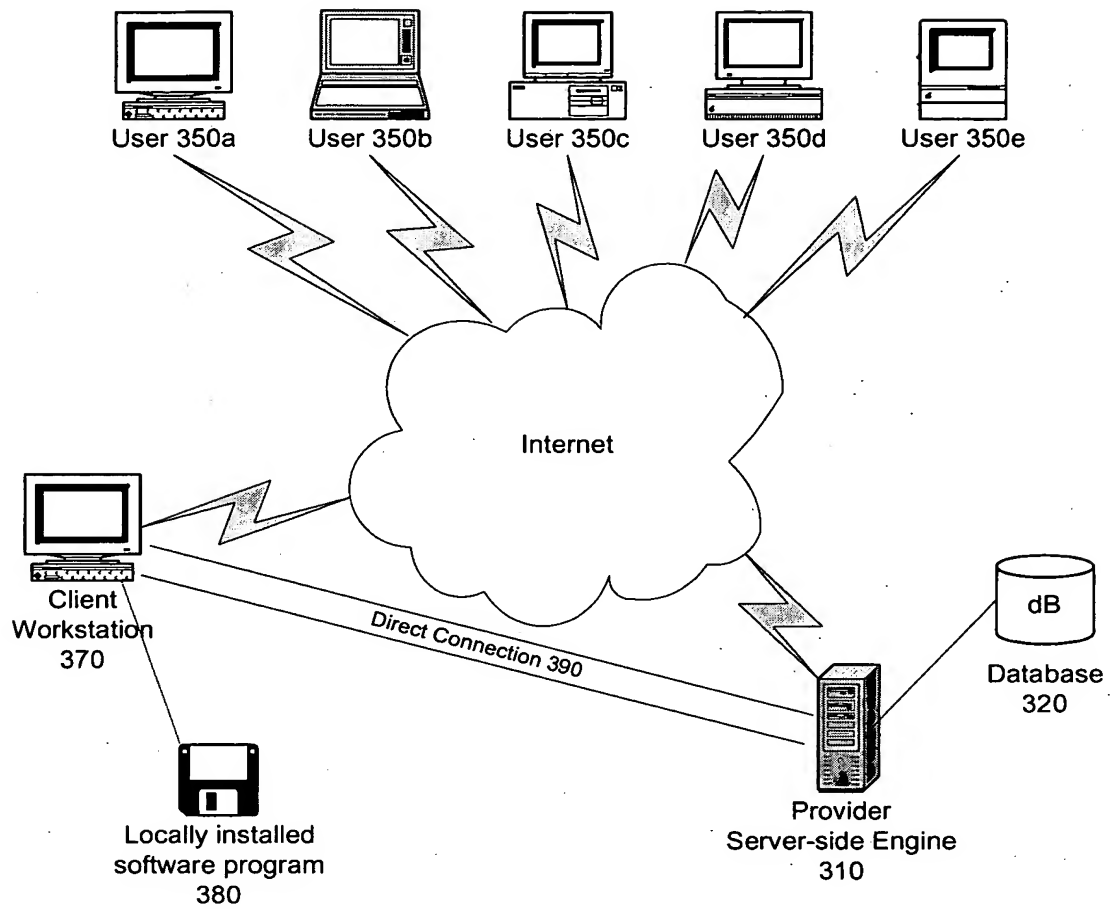 User 350a
User 350b
User 350c
User 350d
User 350e
Internet
Client
Workstation
370
Direct Connection 390
dB
Database
320
Locally installed
software program
380
Provider
Server-side Engine
310